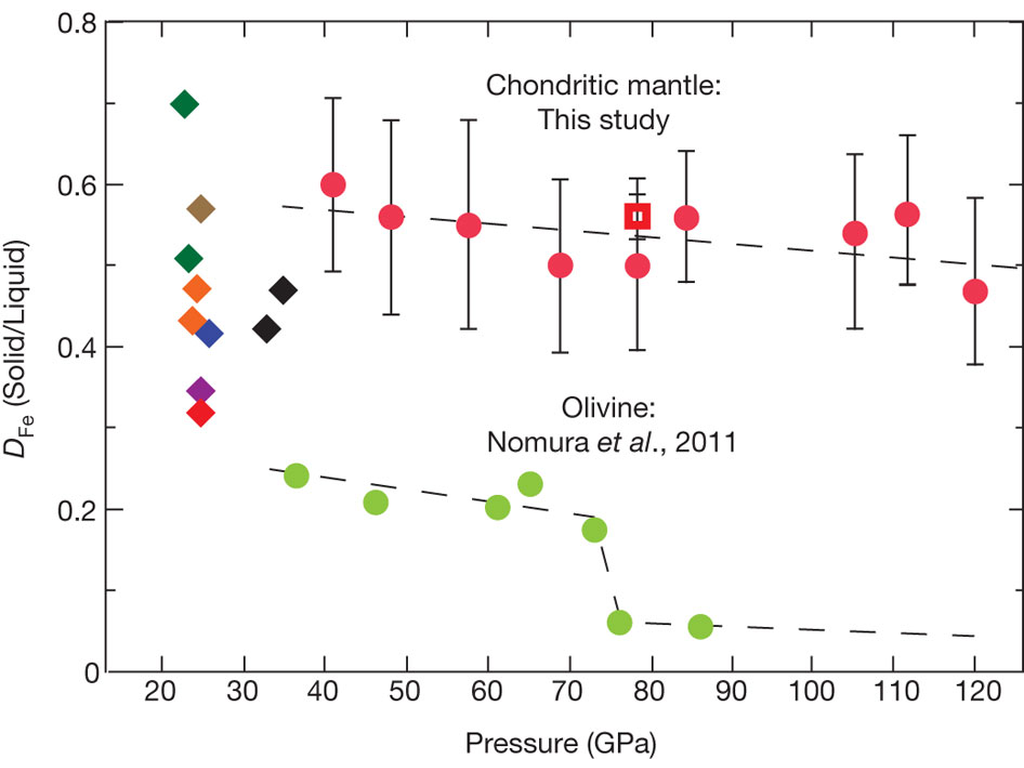 0.8
0.6
0.4
0.2
0
D Fe (Solid/Liquid)
Chondritic mantle:
This study
Olivine:
Nomura et al., 2011
20 30 40 50 60 70 80 90 100 110 120
Pressure (GPa)